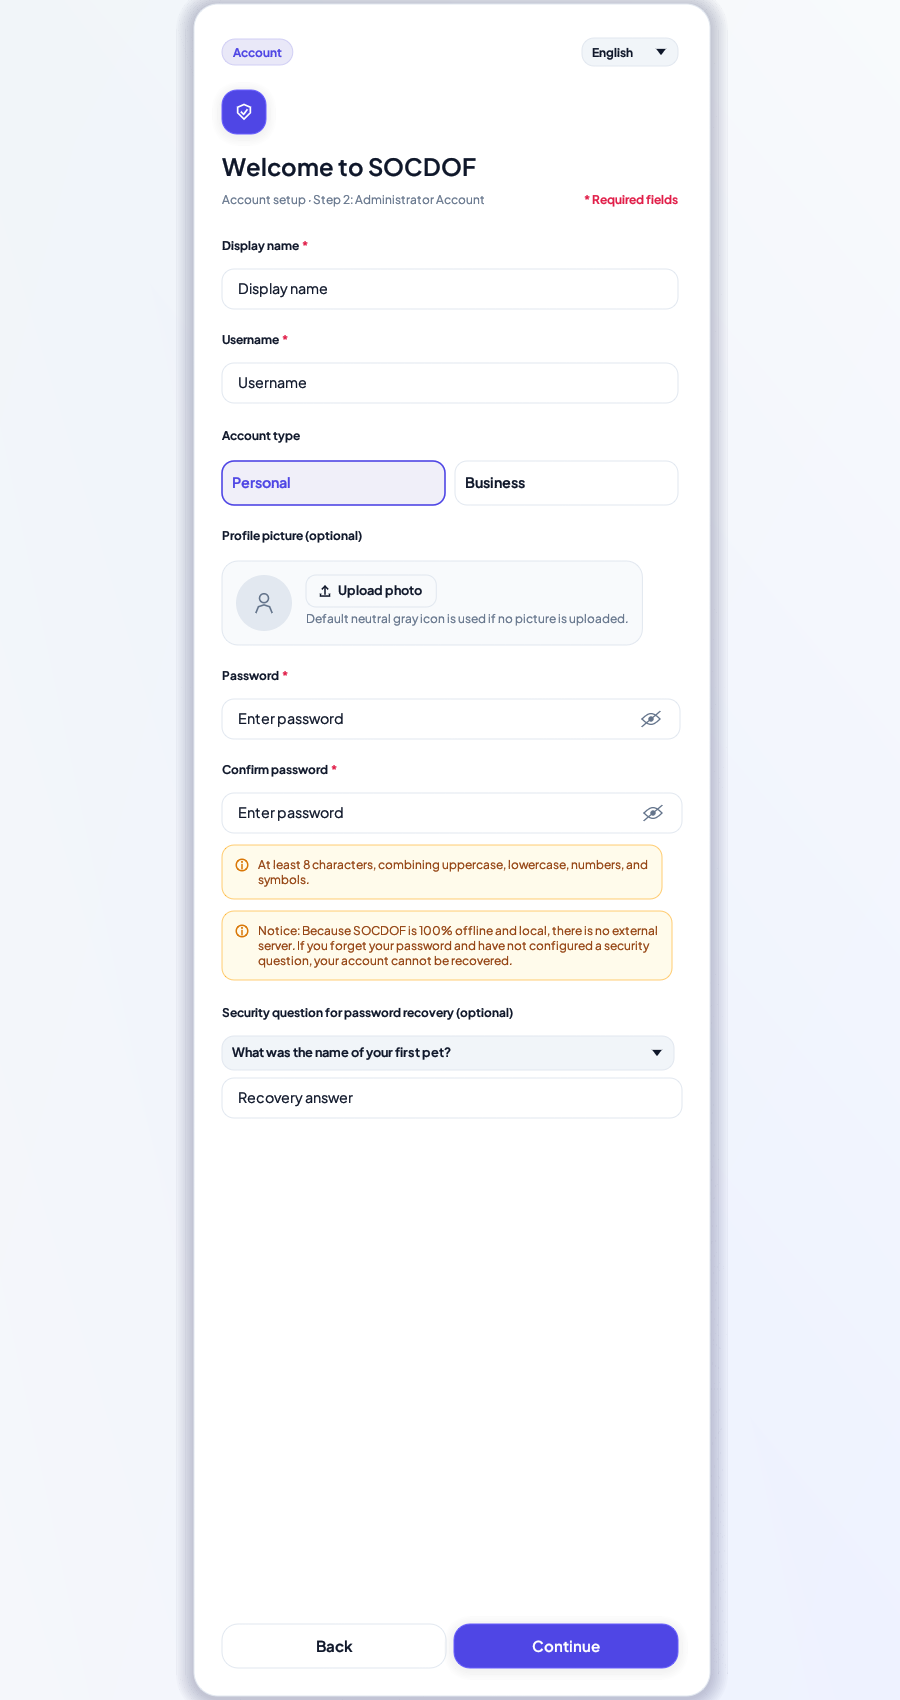 Account
English
Welcome to SOCDOF
Account setup · Step 2: Administrator Account
* Required fields
Display name *
Display name
Username *
Username
Account type
Personal
Business
Profile picture (optional)
Upload photo
Default neutral gray icon is used if no picture is uploaded.
Password *
Enter password
Confirm password *
Enter password
At least 8 characters, combining uppercase, lowercase, numbers, and
symbols.
Notice: Because SOCDOF is 100% offline and local, there is no external
server. If you forget your password and have not configured a security
question, your account cannot be recovered.
Security question for password recovery (optional)
What was the name of your first pet?
Recovery answer
Back
Continue